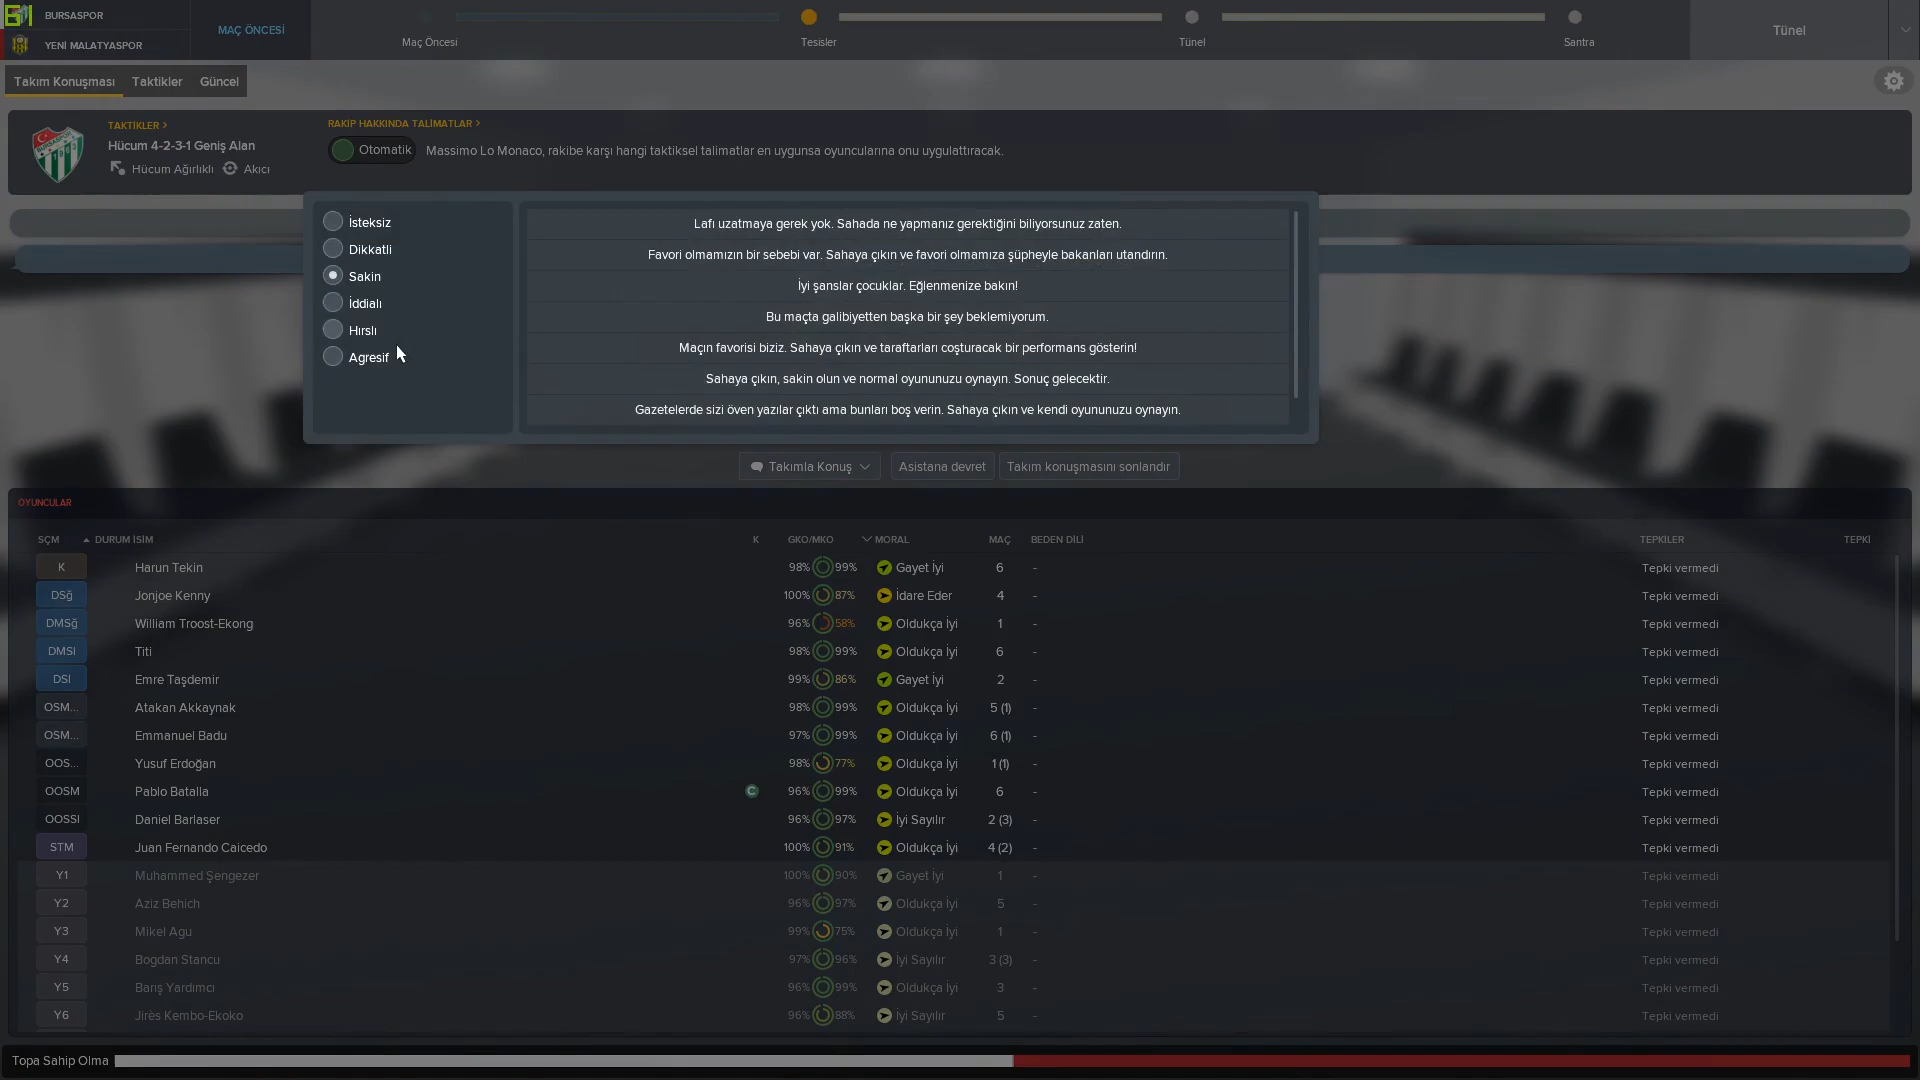 61
BURSASPOR
YENİ MALATYASPOR
MAÇ ÖNCESİ
Maç Öncesi
Tesisler
Tünel
Santra
Tünel
Takım Konuşması Taktikler Güncel
TAKTİKLER >
Hücum 4-2-3-1 Geniş Alan
Hücum Ağırlıklı Akıcı
RAKİP HAKKINDA TALİMATLAR >
Otomatik Massimo Lo Monaco, rakibe karşı hangi taktiksel talimatlar en uygunsa oyuncularına onu uygulattıracak.
İsteksiz
Dikkatli
Sakin
İddialı
Hırslı
Agresif
Lafı uzatmaya gerek yok. Sahada ne yapmanız gerektiğini biliyorsunuz zaten.
Favori olmamızın bir sebebi var. Sahaya çıkın ve favori olmamıza şüpheyle bakanları utandırın.
İyi şanslar çocuklar. Eğlenmenize bakın!
Bu maçta galibiyetten başka bir şey beklemiyorum.
Maçın favorisi biziz. Sahaya çıkın ve taraftarları coşturacak bir performans gösterin!
Sahaya çıkın, sakin olun ve normal oyununuzu oynayın. Sonuç gelecektir.
Gazetelerde sizi öven yazılar çıktı ama bunları boş verin. Sahaya çıkın ve kendi oyununuzu oynayın.
Takımla Konuş Asistana devret Takım konuşmasını sonlandır
OYUNCULAR
SÇM DURUM İSİM K GKO/MKO MORAL MAÇ BEDEN DİLİ TEPKİLER TEPKİ
K Harun Tekin 98% 99% Gayet İyi 6 - Tepki vermedi
DSğ Jonjoe Kenny 100% 87% İdare Eder 4 - Tepki vermedi
DMSğ William Troost-Ekong 96% 58% Oldukça İyi 1 - Tepki vermedi
DMSl Titi 98% 99% Oldukça İyi 6 - Tepki vermedi
DSl Emre Taşdemir 99% 86% Gayet İyi 2 - Tepki vermedi
OSM... Atakan Akkaynak 98% 99% Oldukça İyi 5 (1) - Tepki vermedi
OSM... Emmanuel Badu 97% 99% Oldukça İyi 6 (1) - Tepki vermedi
OOS... Yusuf Erdoğan 98% 77% Oldukça İyi 1 (1) - Tepki vermedi
OOSM Pablo Batalla C 96% 99% Oldukça İyi 6 - Tepki vermedi
OOSSl Daniel Barlaser 96% 97% İyi Sayılır 2 (3) - Tepki vermedi
STM Juan Fernando Caicedo 100% 91% Oldukça İyi 4 (2) - Tepki vermedi
Y1 Muhammed Şengezer 100% 90% Gayet İyi 1 - Tepki vermedi
Y2 Aziz Behich 96% 97% Oldukça İyi 5 - Tepki vermedi
Y3 Mikel Agu 99% 75% Oldukça İyi 1 - Tepki vermedi
Y4 Bogdan Stancu 97% 96% İyi Sayılır 3 (3) - Tepki vermedi
Y5 Barış Yardımcı 96% 99% Oldukça İyi 3 - Tepki vermedi
Y6 Jirès Kembo-Ekoko 96% 88% İyi Sayılır 5 - Tepki vermedi
Topa Sahip Olma